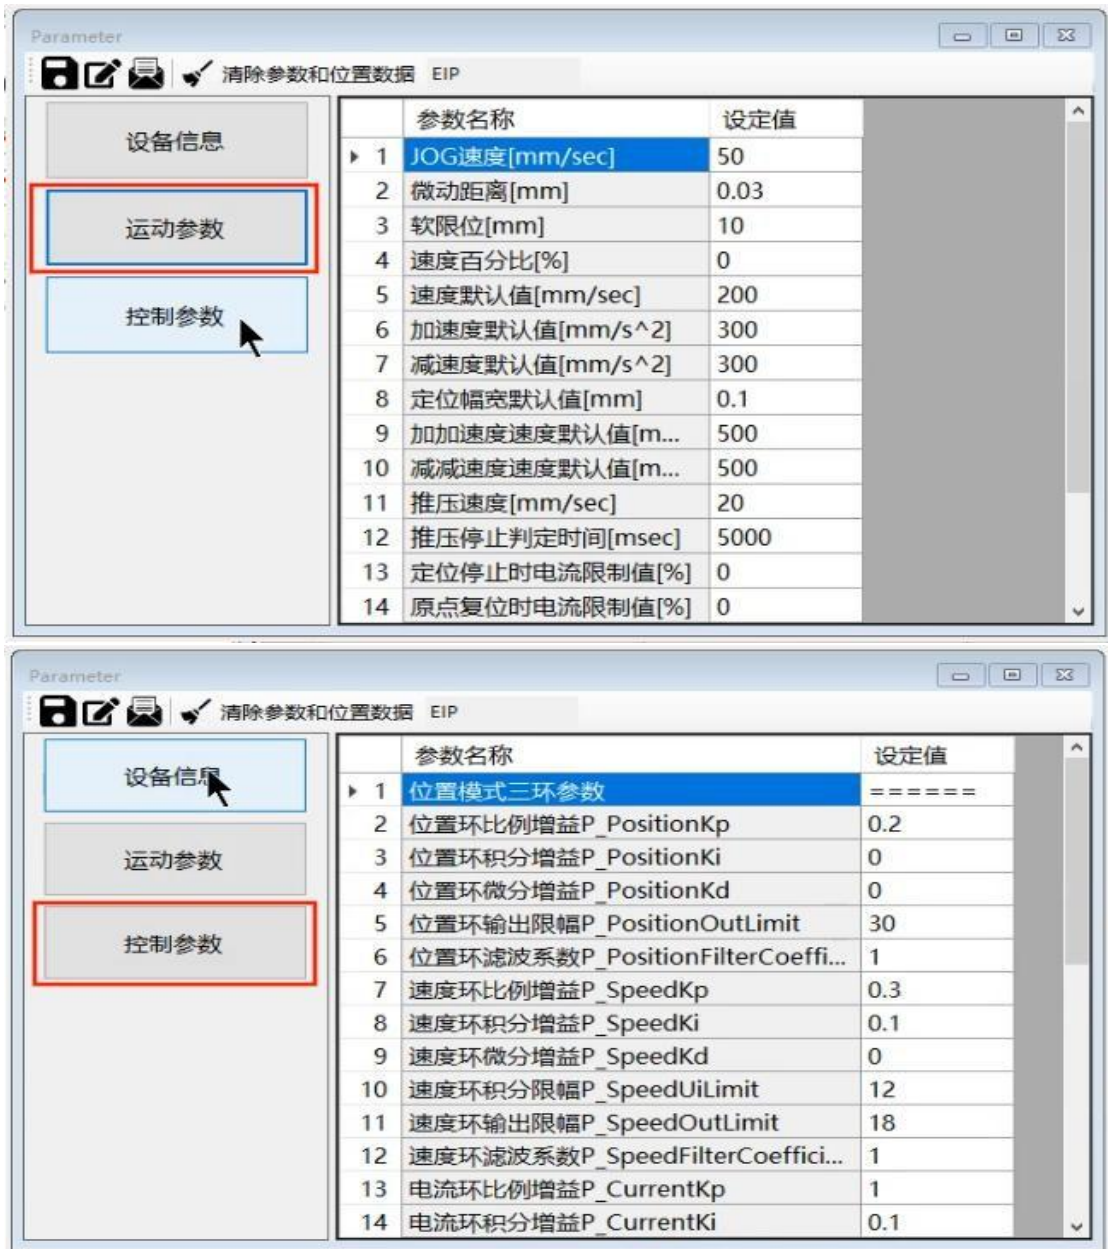 Parameter
清除参数和位置数据 EIP
设备信息
运动参数
控制参数
参数名称 设定值
1 JOG速度[mm/sec] 50
2 微动距离[mm] 0.03
3 软限位[mm] 10
4 速度百分比[%] 0
5 速度默认值[mm/sec] 200
6 加速度默认值[mm/s^2] 300
7 减速度默认值[mm/s^2] 300
8 定位幅宽默认值[mm] 0.1
9 加加速度速度默认值[m... 500
10 减减速度速度默认值[m... 500
11 推压速度[mm/sec] 20
12 推压停止判定时间[msec] 5000
13 定位停止时电流限制值[%] 0
14 原点复位时电流限制值[%] 0
Parameter
清除参数和位置数据 EIP
设备信息
运动参数
控制参数
参数名称 设定值
1 位置模式三环参数 ======
2 位置环比例增益P_PositionKp 0.2
3 位置环积分增益P_PositionKi 0
4 位置环微分增益P_PositionKd 0
5 位置环输出限幅P_PositionOutLimit 30
6 位置环滤波系数P_PositionFilterCoeffi... 1
7 速度环比例增益P_SpeedKp 0.3
8 速度环积分增益P_SpeedKi 0.1
9 速度环微分增益P_SpeedKd 0
10 速度环积分限幅P_SpeedUiLimit 12
11 速度环输出限幅P_SpeedOutLimit 18
12 速度环滤波系数P_SpeedFilterCoeffici... 1
13 电流环比例增益P_CurrentKp 1
14 电流环积分增益P_CurrentKi 0.1